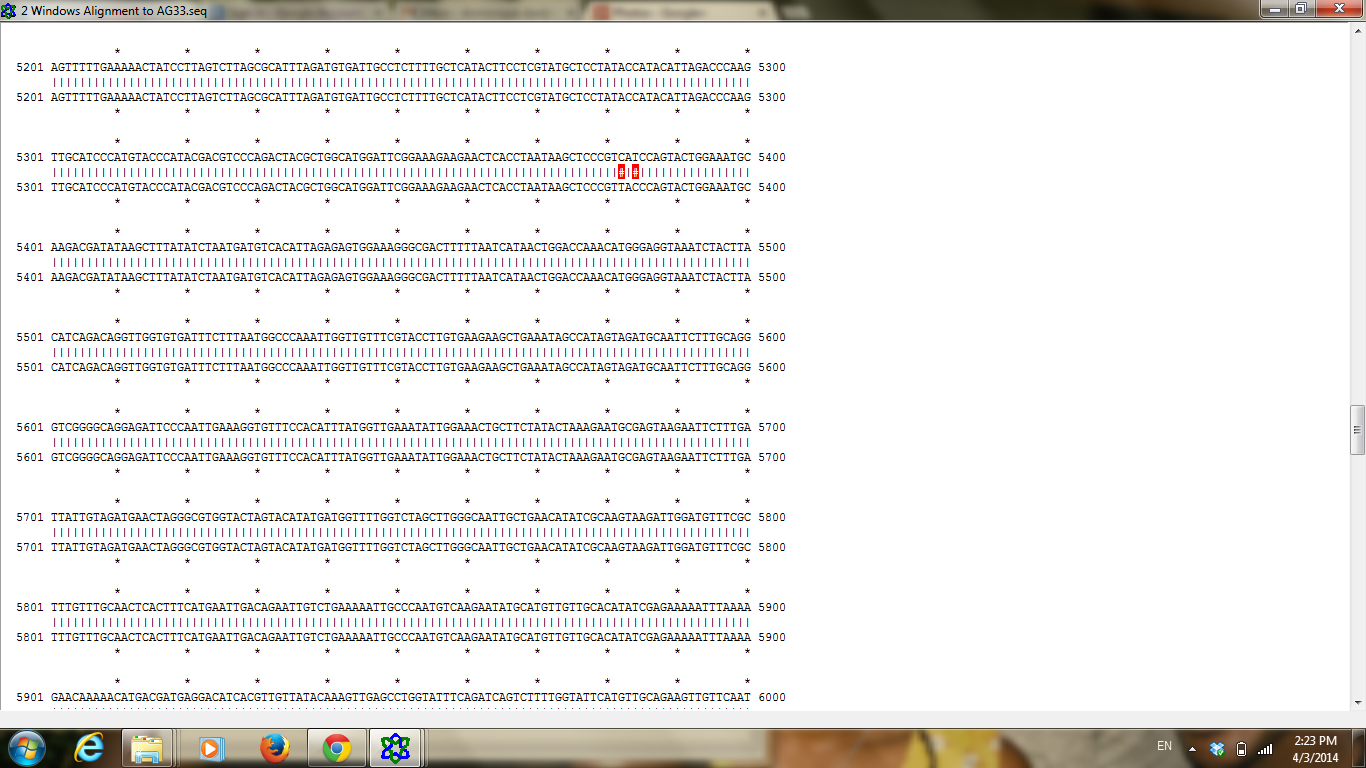 2 Windows Alignment to AG33.seq
* * * * * * * * * *
5201 AGTTTTTGAAAAACTATCCTTAGTCTTAGCGCATTTAGATGTGATTGCCTCTTTTGCTCATACTTCCTCGTATGCTCCTATACCATACATTAGACCCAAG 5300
5201 AGTTTTTGAAAAACTATCCTTAGTCTTAGCGCATTTAGATGTGATTGCCTCTTTTGCTCATACTTCCTCGTATGCTCCTATACCATACATTAGACCCAAG 5300
* * * * * * * * * *
* * * * * * * * * *
5301 TTGCATCCCATGTACCCATACGACGTCCCAGACTACGCTGGCATGGATTCGGAAAGAAGAACTCACCTAATAAGCTCCCGTCATCCAGTACTGGAAATGC 5400
#|#
5301 TTGCATCCCATGTACCCATACGACGTCCCAGACTACGCTGGCATGGATTCGGAAAGAAGAACTCACCTAATAAGCTCCCGTTACCCAGTACTGGAAATGC 5400
* * * * * * * * * *
* * * * * * * * * *
5401 AAGACGATATAAGCTTTATATCTAATGATGTCACATTAGAGAGTGGAAAGGGCGACTTTTTAATCATAACTGGACCAAACATGGGAGGTAAATCTACTTA 5500
5401 AAGACGATATAAGCTTTATATCTAATGATGTCACATTAGAGAGTGGAAAGGGCGACTTTTTAATCATAACTGGACCAAACATGGGAGGTAAATCTACTTA 5500
* * * * * * * * * *
* * * * * * * * * *
5501 CATCAGACAGGTTGGTGTGATTTCTTTAATGGCCCAAATTGGTTGTTTCGTACCTTGTGAAGAAGCTGAAATAGCCATAGTAGATGCAATTCTTTGCAGG 5600
5501 CATCAGACAGGTTGGTGTGATTTCTTTAATGGCCCAAATTGGTTGTTTCGTACCTTGTGAAGAAGCTGAAATAGCCATAGTAGATGCAATTCTTTGCAGG 5600
* * * * * * * * * *
* * * * * * * * * *
5601 GTCGGGGCAGGAGATTCCCAATTGAAAGGTGTTTCCACATTTATGGTTGAAATATTGGAAACTGCTTCTATACTAAAGAATGCGAGTAAGAATTCTTTGA 5700
5601 GTCGGGGCAGGAGATTCCCAATTGAAAGGTGTTTCCACATTTATGGTTGAAATATTGGAAACTGCTTCTATACTAAAGAATGCGAGTAAGAATTCTTTGA 5700
* * * * * * * * * *
* * * * * * * * * *
5701 TTATTGTAGATGAACTAGGGCGTGGTACTAGTACATATGATGGTTTTGGTCTAGCTTGGGCAATTGCTGAACATATCGCAAGTAAGATTGGATGTTTCGC 5800
5701 TTATTGTAGATGAACTAGGGCGTGGTACTAGTACATATGATGGTTTTGGTCTAGCTTGGGCAATTGCTGAACATATCGCAAGTAAGATTGGATGTTTCGC 5800
* * * * * * * * * *
* * * * * * * * * *
5801 TTTGTTTGCAACTCACTTTCATGAATTGACAGAATTGTCTGAAAAATTGCCCAATGTCAAGAATATGCATGTTGTTGCACATATCGAGAAAAATTTAAAA 5900
5801 TTTGTTTGCAACTCACTTTCATGAATTGACAGAATTGTCTGAAAAATTGCCCAATGTCAAGAATATGCATGTTGTTGCACATATCGAGAAAAATTTAAAA 5900
* * * * * * * * * *
* * * * * * * * * *
5901 GAACAAAAACATGACGATGAGGACATCACGTTGTTATACAAAGTTGAGCCTGGTATTTCAGATCAGTCTTTTGGTATTCATGTTGCAGAAGTTGTTCAAT 6000
EN
2:23 PM
4/3/2014